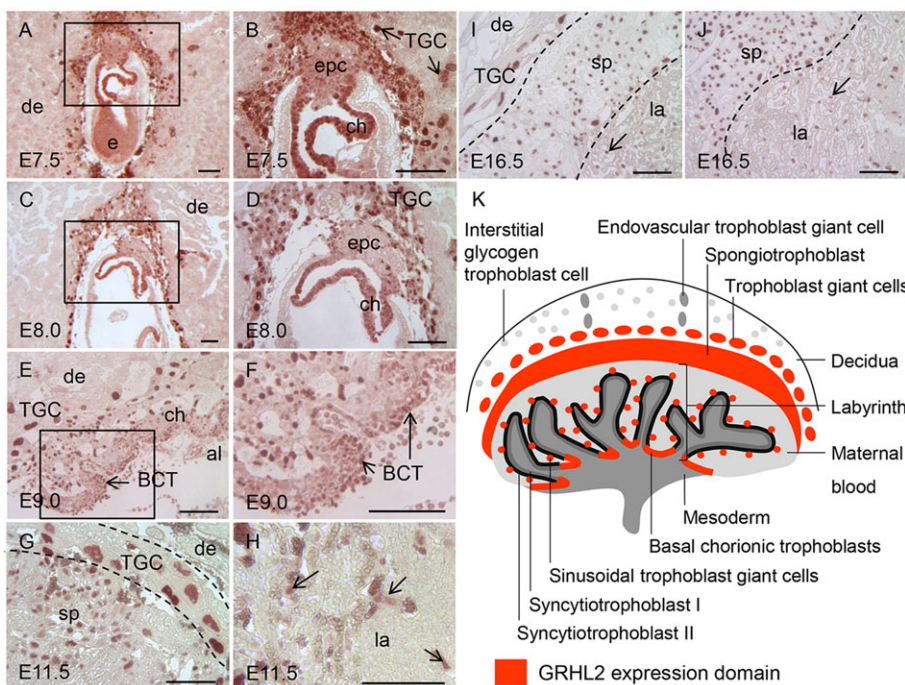 A
de
e
E7.5
B
TGC
epc
ch
E7.5
C
de
E8.0
D
TGC
epc
ch
E8.0
E
de
TGC
ch
al
BCT
E9.0
F
BCT
E9.0
G
de
TGC
sp
E11.5
H
la
E11.5
I
de
TGC
sp
la
E16.5
J
sp
la
E16.5
K
Interstitial
glycogen
trophoblast cell
Endovascular trophoblast giant cell
Spongiotrophoblast
Trophoblast giant cells
Decidua
Labyrinth
Maternal
blood
Mesoderm
Basal chorionic trophoblasts
Sinusoidal trophoblast giant cells
Syncytiotrophoblast I
Syncytiotrophoblast II
GRHL2 expression domain